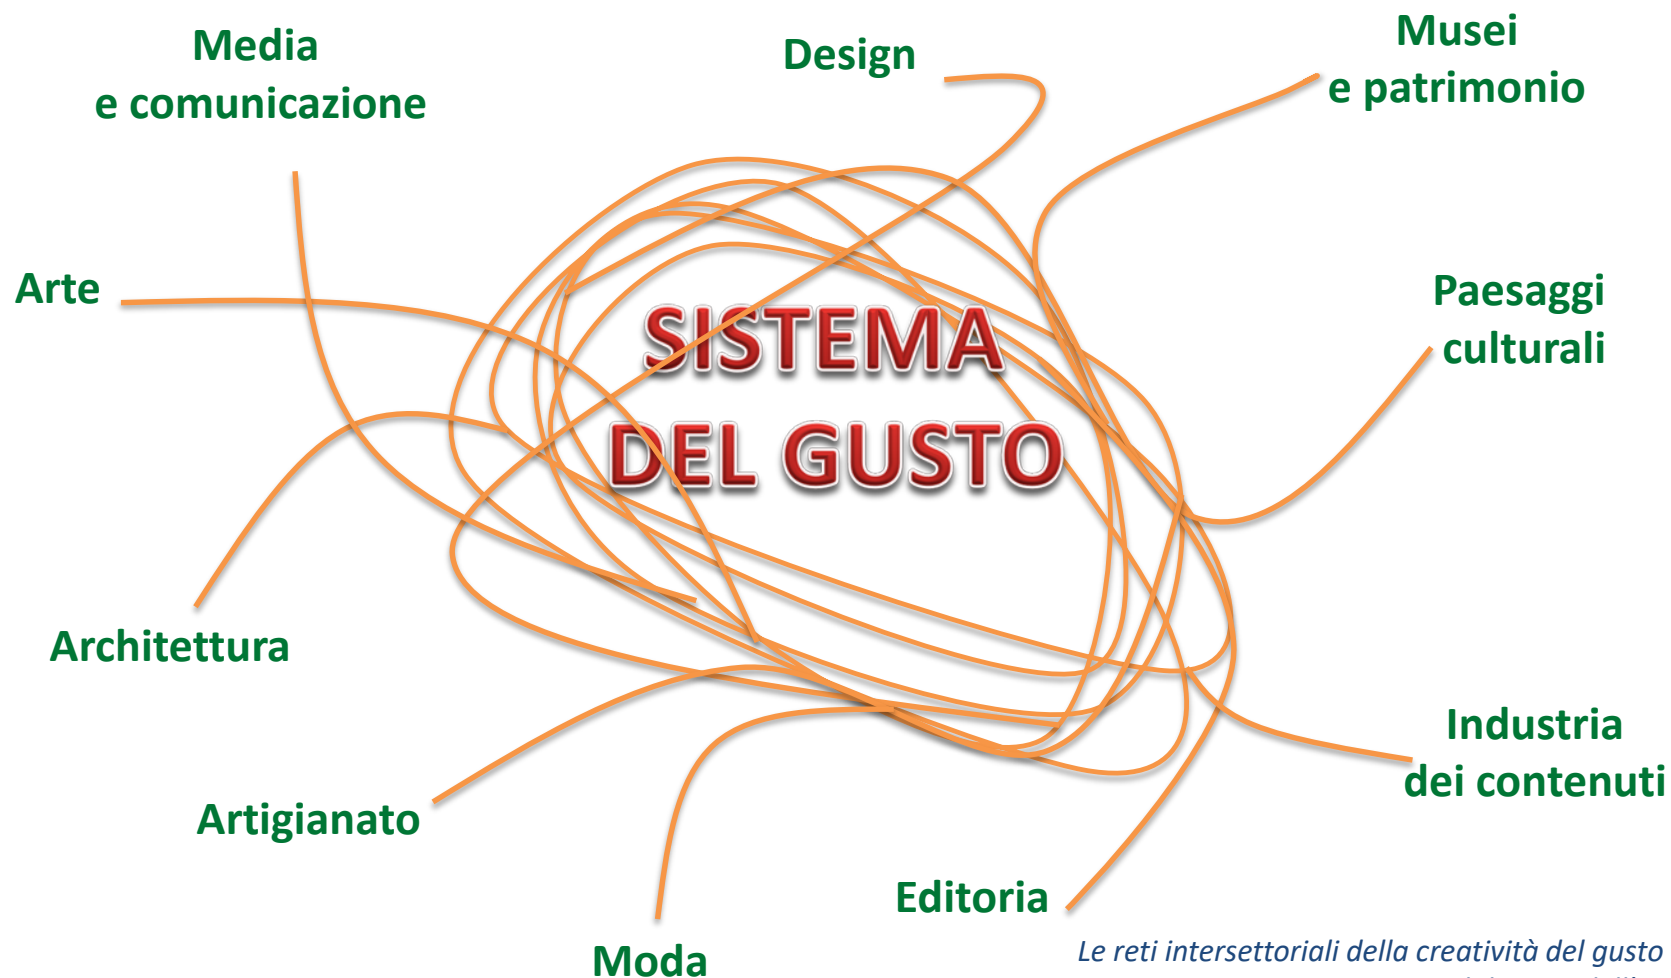 Media
e comunicazione
Design
Musei
e patrimonio
Arte
Paesaggi
culturali
SISTEMA
DEL GUSTO
Architettura
Industria
dei contenuti
Artigianato
Editoria
Moda
Le reti intersettoriali della creatività del gusto